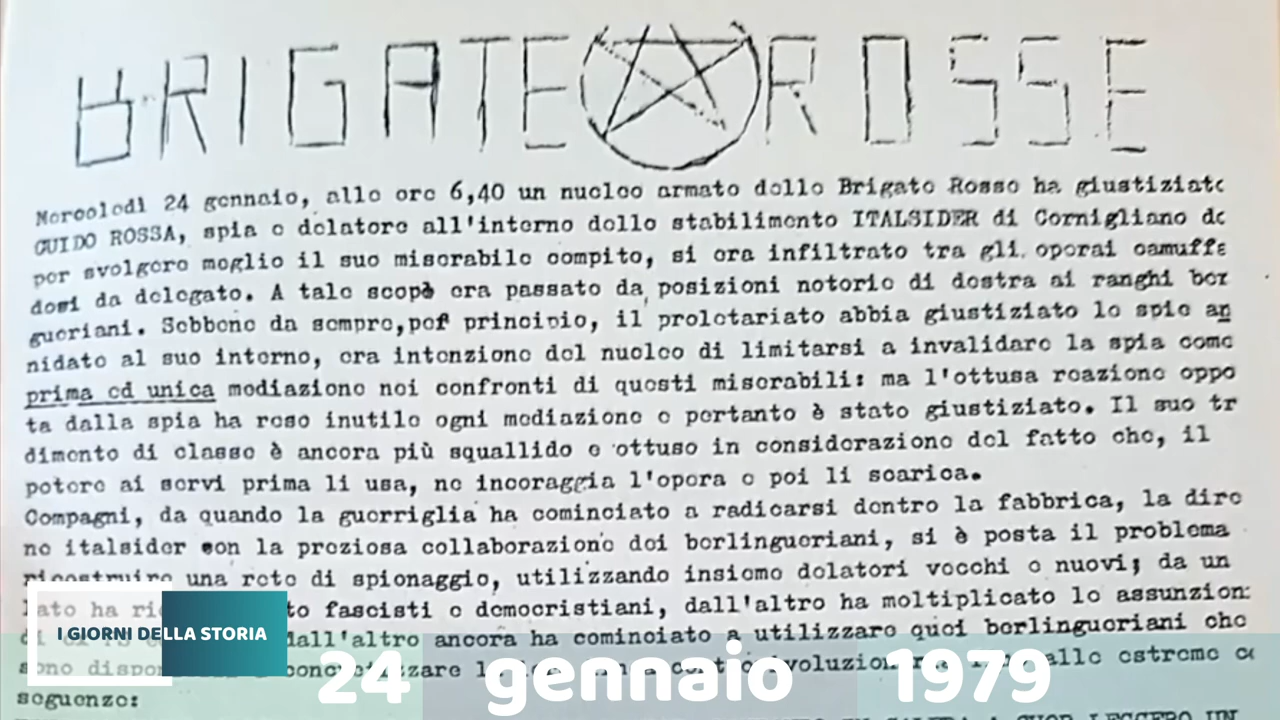 BRIGATE ROSSE
Mercoledì 24 gennaio, alle ore 6,40 un nucleo armato delle Brigate Rosse ha giustiziato
GUIDO ROSSA, spia e delatore all'interno dello stabilimento ITALSIDER di Cornigliano
per svolgere meglio il suo miserabile compito, si era infiltrato tra gli operai camuffa
dosi da delegato. A tale scopo era passato da posizioni notorie di destra ai ranghi ber
gueriani. Sebbene da sempre, per principio, il proletariato abbia giustiziato le spie an
nidate al suo interno, era intenzione del nucleo di limitarsi a invalidare la spia come
prima ed unica mediazione nei confronti di questi miserabili: ma l'ottusa reazione oppo
ta dalla spia ha reso inutile ogni mediazione e pertanto è stato giustiziato. Il suo tr
dimento di classe è ancora più squallido e ottuso in considerazione del fatto che, il
potere ai servi prima li usa, ne incoraggia l'opera e poi li scarica.
Compagni, da quando la guerriglia ha cominciato a radicarsi dentro la fabbrica, la dire
ne italsider con la preziosa collaborazione dei berlingueriani, si è posta il problema
ricostruire una rete di spionaggio, utilizzando insieme delatori vecchi e nuovi; da un
lato ha fascisti e democristiani, dall'altro ha moltiplicato le assunzion
dall'altro ancora ha cominciato a utilizzare quei berlingueriani che
sono estreme
seguenze:
I GIORNI DELLA STORIA
24 gennaio 1979